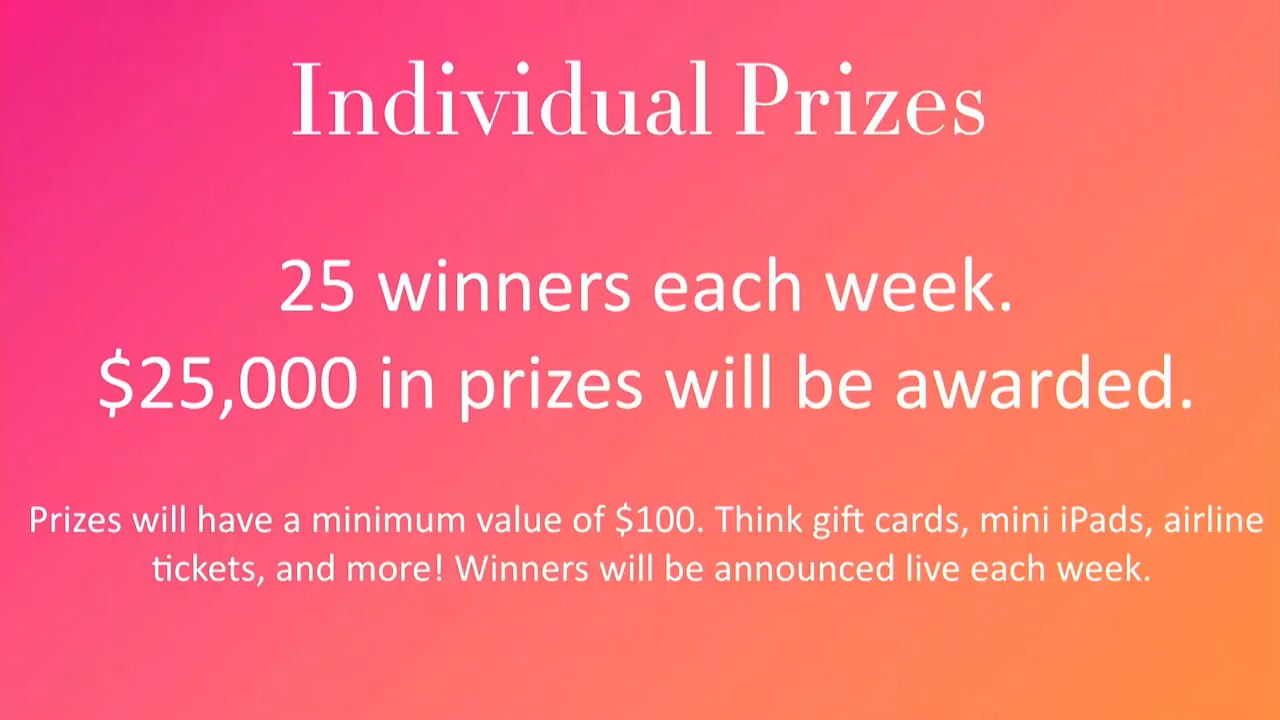 Individual Prizes
25 winners each week.
$25,000 in prizes will be awarded.
Prizes will have a minimum value of $100. Think gift cards, mini iPads, airline
tickets, and more! Winners will be announced live each week.